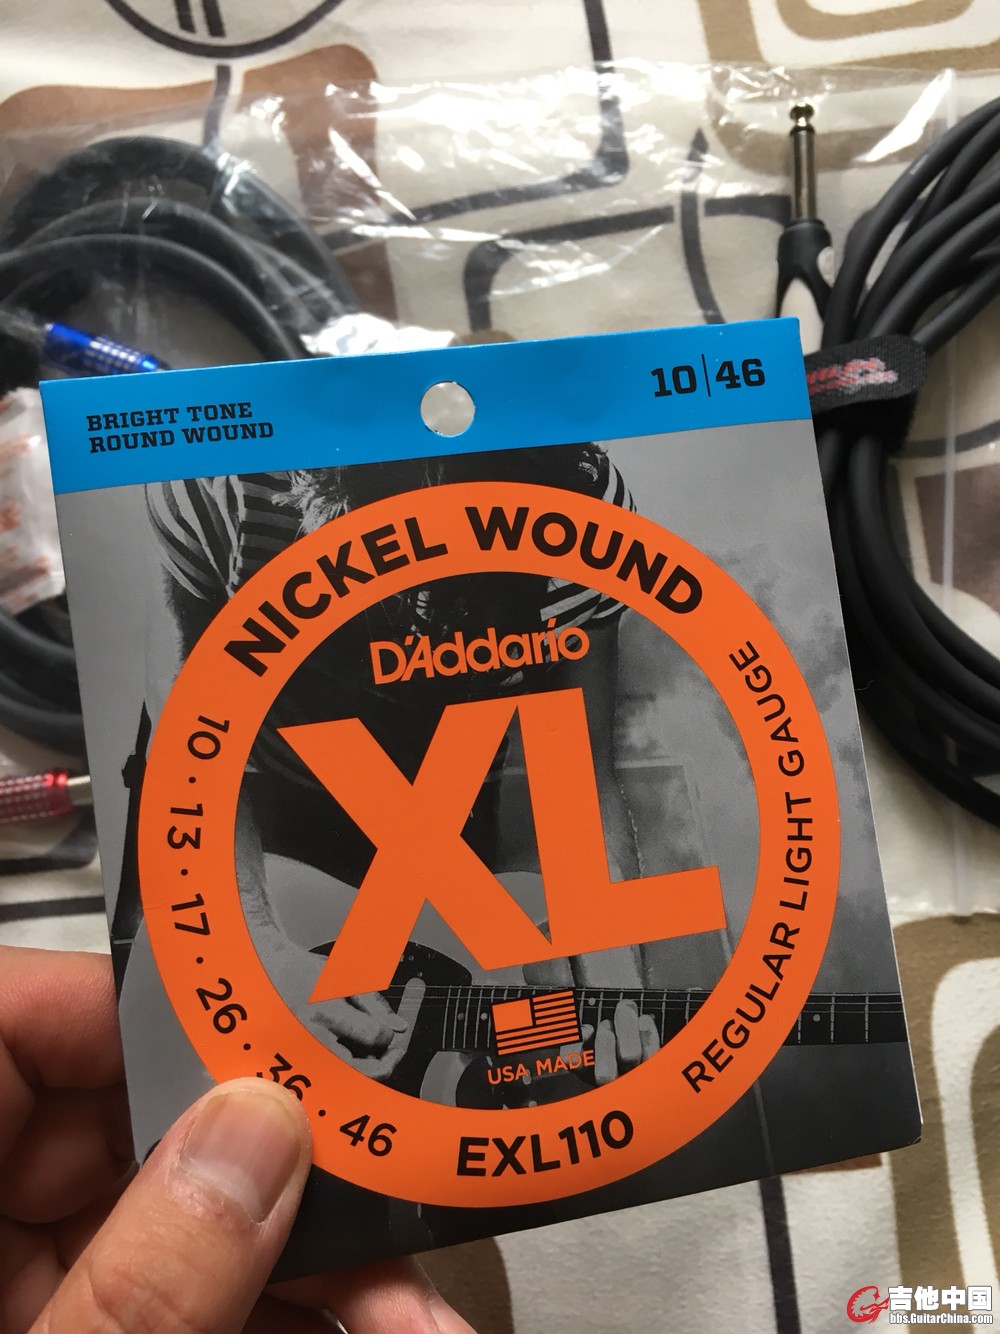 BRIGHT TONE
ROUND WOUND
10|46
NICKEL WOUND
D'Addario
XL
USA MADE
10 · 13 · 17 · 26 · 36 · 46
EXL110
REGULAR LIGHT GAUGE
吉他中国
bbs.GuitarChina.com